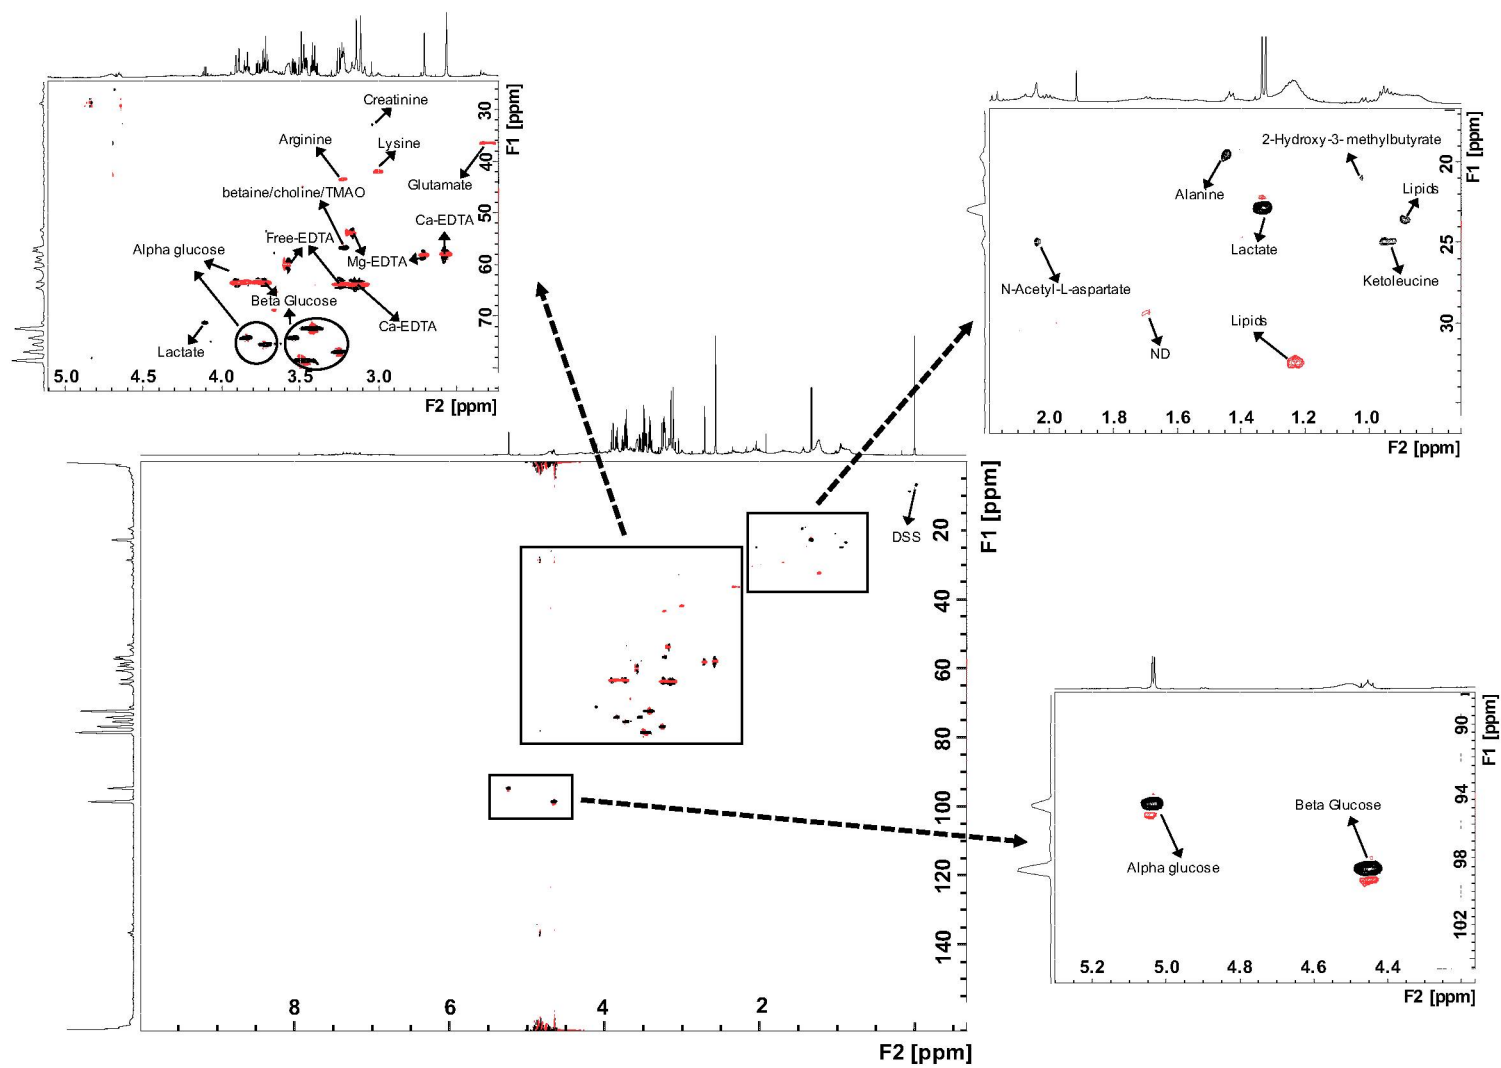 Creatinine
Arginine
Lysine
betaine/choline/TMAO
Glutamate
Ca-EDTA
Free-EDTA
Alpha glucose
Mg-EDTA
Beta Glucose
Ca-EDTA
Lactate
30
40
50
60
70
F1 [ppm]
5.0 4.5 4.0 3.5 3.0
F2 [ppm]
2-Hydroxy-3-methylbutyrate
Alanine
Lipids
Lactate
Ketoleucine
N-Acetyl-L-aspartate
Lipids
ND
20
25
30
F1 [ppm]
2.0 1.8 1.6 1.4 1.2 1.0
F2 [ppm]
DSS
20
40
60
80
100
120
140
F1 [ppm]
8 6 4 2
F2 [ppm]
Beta Glucose
Alpha glucose
90
94
98
102
F1 [ppm]
5.2 5.0 4.8 4.6 4.4
F2 [ppm]